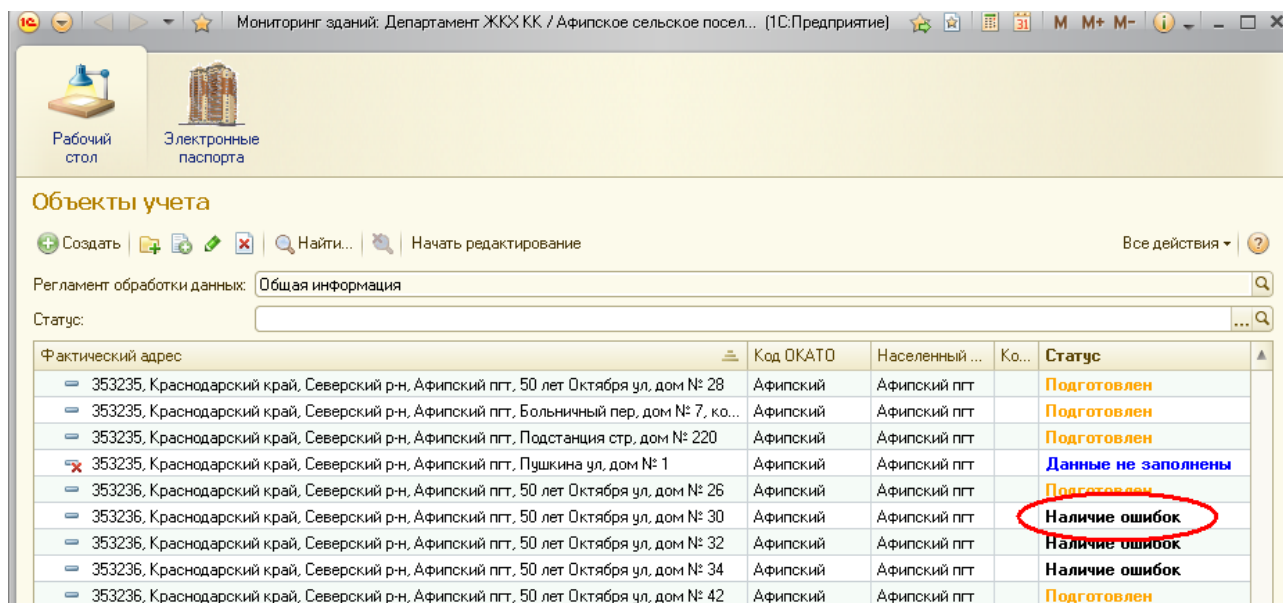 Мониторинг зданий: Департамент ЖКХ КК / Афипское сельское посел... (1С:Предприятие) 31 M M+ M-
Рабочий стол
Электронные паспорта
Объекты учета
Создать Найти... Начать редактирование Все действия
Регламент обработки данных: Общая информация
Статус:
Фактический адрес Код ОКАТО Населенный ... Ко... Статус
353235, Краснодарский край, Северский р-н, Афипский пгт, 50 лет Октября ул, дом № 28 Афипский Афипский пгт Подготовлен
353235, Краснодарский край, Северский р-н, Афипский пгт, Больничный пер, дом № 7, ко... Афипский Афипский пгт Подготовлен
353235, Краснодарский край, Северский р-н, Афипский пгт, Подстанция стр, дом № 220 Афипский Афипский пгт Подготовлен
353235, Краснодарский край, Северский р-н, Афипский пгт, Пушкина ул, дом № 1 Афипский Афипский пгт Данные не заполнены
353236, Краснодарский край, Северский р-н, Афипский пгт, 50 лет Октября ул, дом № 26 Афипский Афипский пгт Подготовлен
353236, Краснодарский край, Северский р-н, Афипский пгт, 50 лет Октября ул, дом № 30 Афипский Афипский пгт Наличие ошибок
353236, Краснодарский край, Северский р-н, Афипский пгт, 50 лет Октября ул, дом № 32 Афипский Афипский пгт Наличие ошибок
353236, Краснодарский край, Северский р-н, Афипский пгт, 50 лет Октября ул, дом № 34 Афипский Афипский пгт Наличие ошибок
353236, Краснодарский край, Северский р-н, Афипский пгт, 50 лет Октября ул, дом № 42 Афипский Афипский пгт Подготовлен